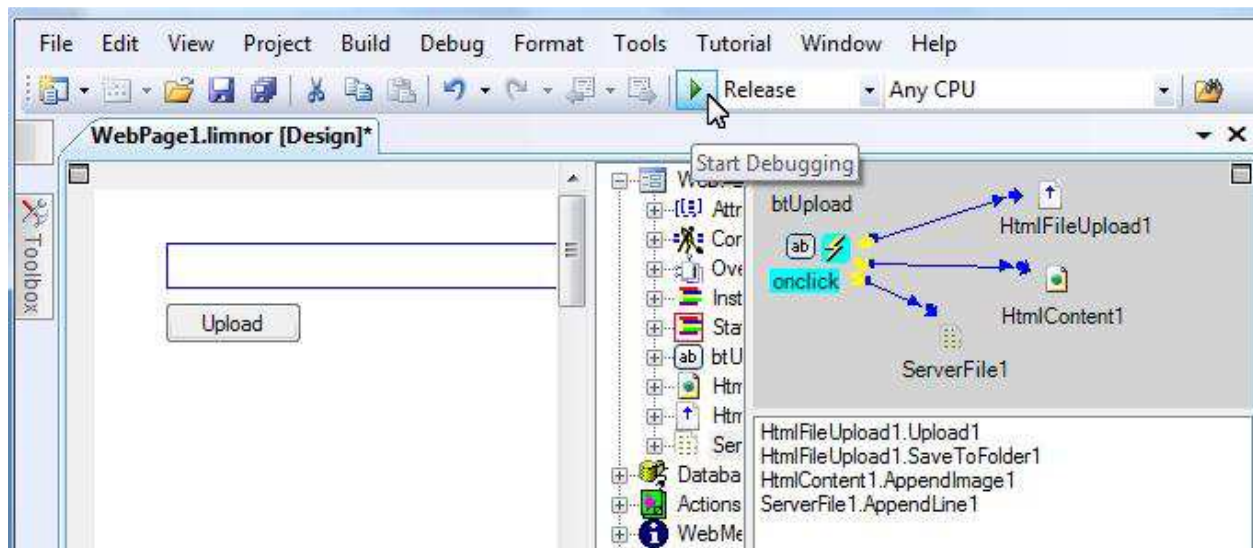 File Edit View Project Build Debug Format Tools Tutorial Window Help
Release Any CPU
WebPage1.limnor [Design]*
Start Debugging
Toolbox
Upload
Attr
Cor
Ove
Inst
Sta
btU
Htm
Htm
Ser
Databa
Actions
WebMe
btUpload
onclick
HtmlFileUpload1
HtmlContent1
ServerFile1
HtmlFileUpload1.Upload1
HtmlFileUpload1.SaveToFolder1
HtmlContent1.AppendImage1
ServerFile1.AppendLine1